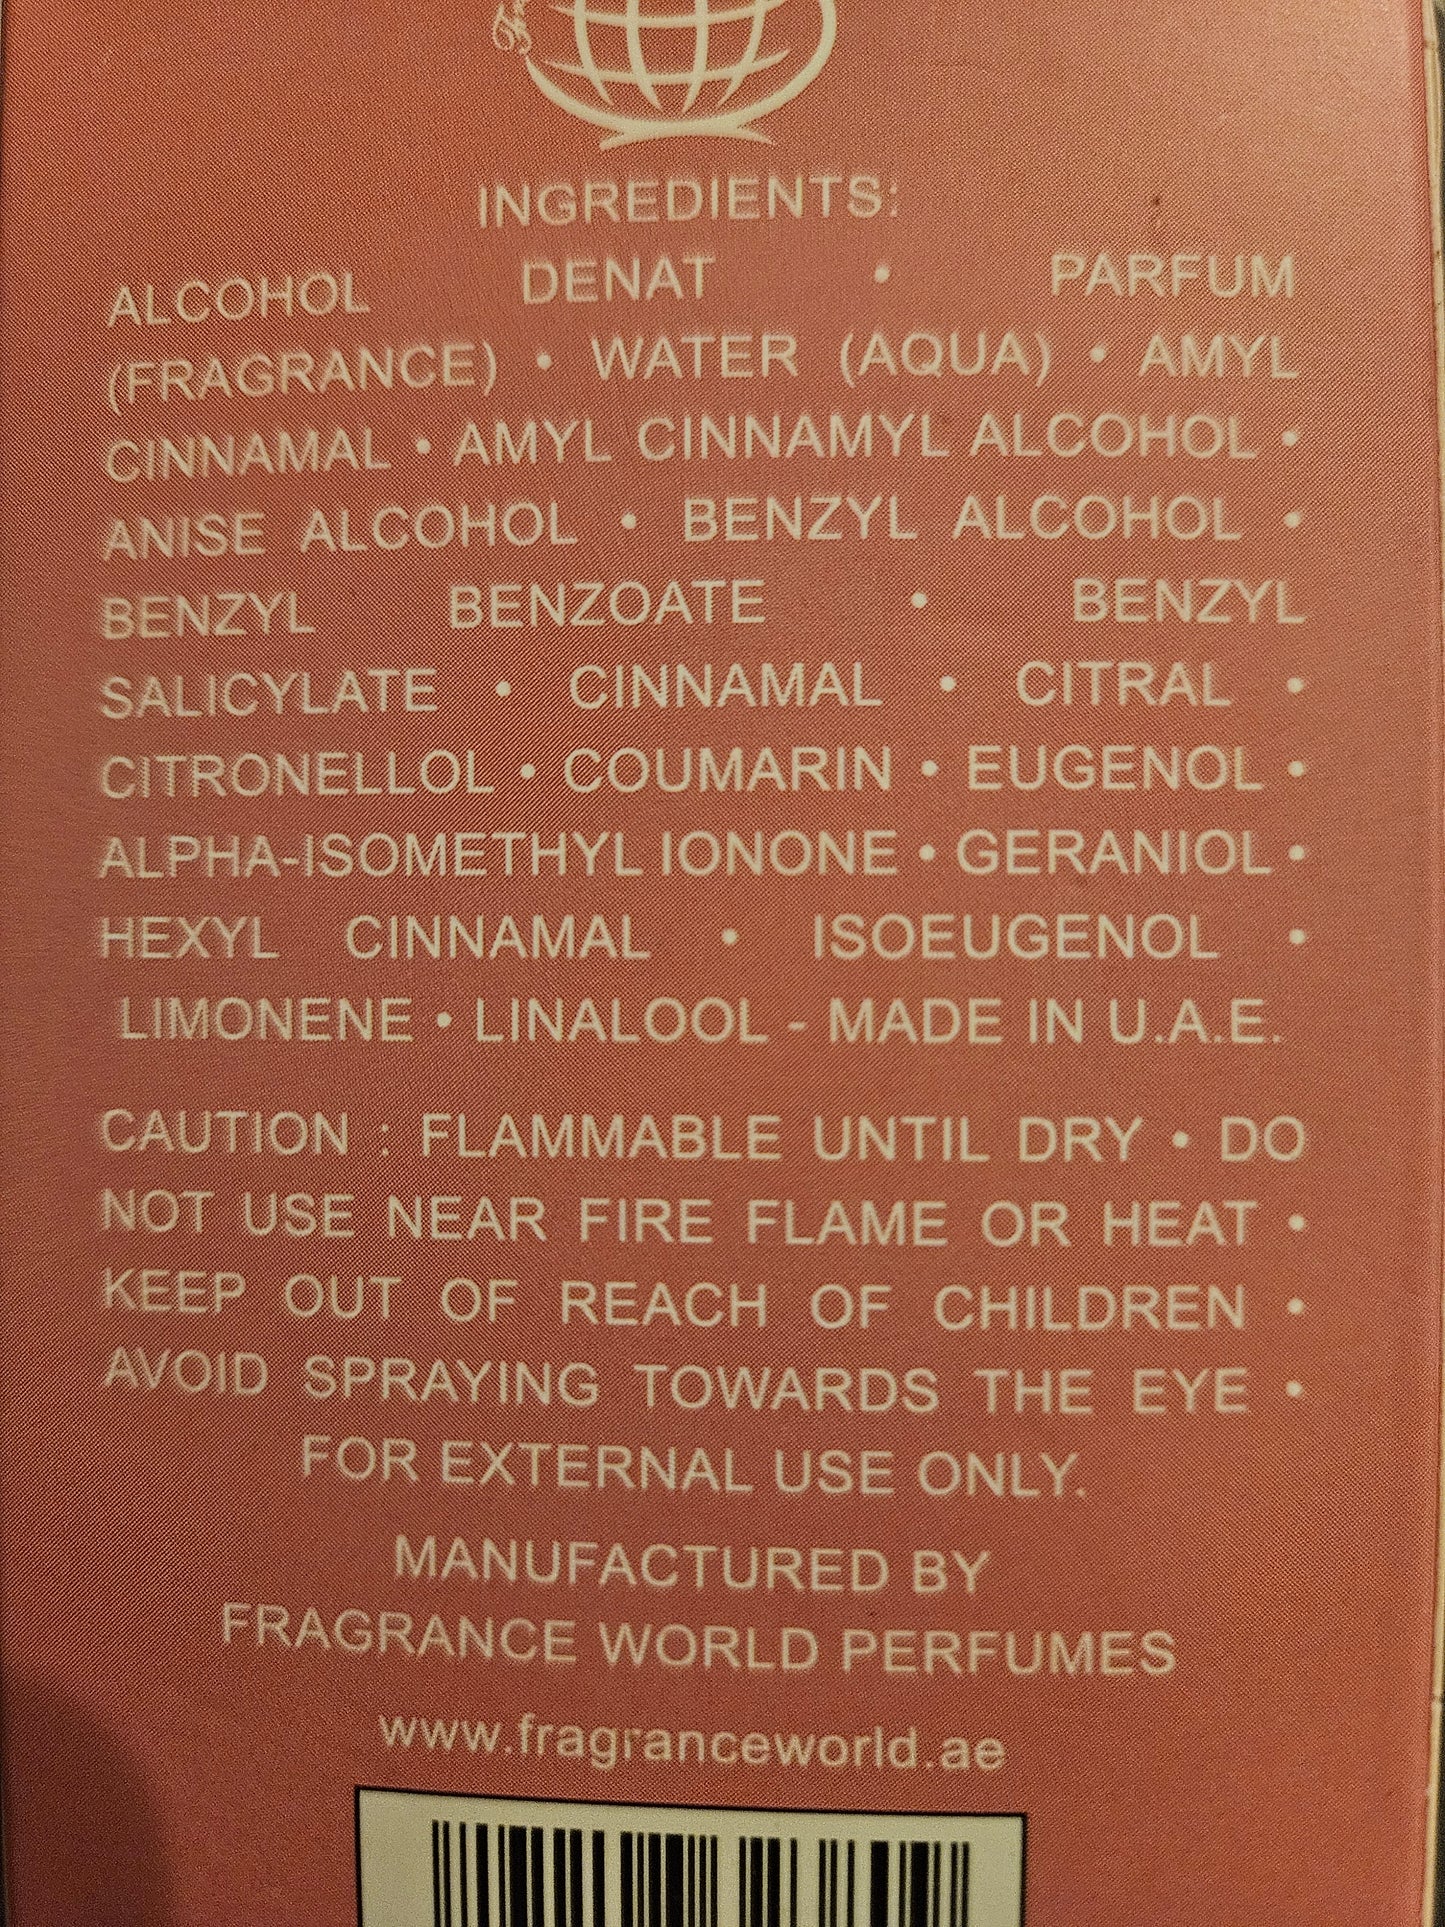 INGREDIENTS:
ALCOHOL DENAT • PARFUM
(FRAGRANCE) • WATER (AQUA) • AMYL
CINNAMAL • AMYL CINNAMYL ALCOHOL •
ANISE ALCOHOL • BENZYL ALCOHOL •
BENZYL BENZOATE • BENZYL
SALICYLATE • CINNAMAL • CITRAL •
CITRONELLOL • COUMARIN • EUGENOL •
ALPHA-ISOMETHYL IONONE • GERANIOL •
HEXYL CINNAMAL • ISOEUGENOL •
LIMONENE • LINALOOL - MADE IN U.A.E.
CAUTION : FLAMMABLE UNTIL DRY • DO
NOT USE NEAR FIRE FLAME OR HEAT •
KEEP OUT OF REACH OF CHILDREN •
AVOID SPRAYING TOWARDS THE EYE •
FOR EXTERNAL USE ONLY.
MANUFACTURED BY
FRAGRANCE WORLD PERFUMES
www.fragranceworld.ae